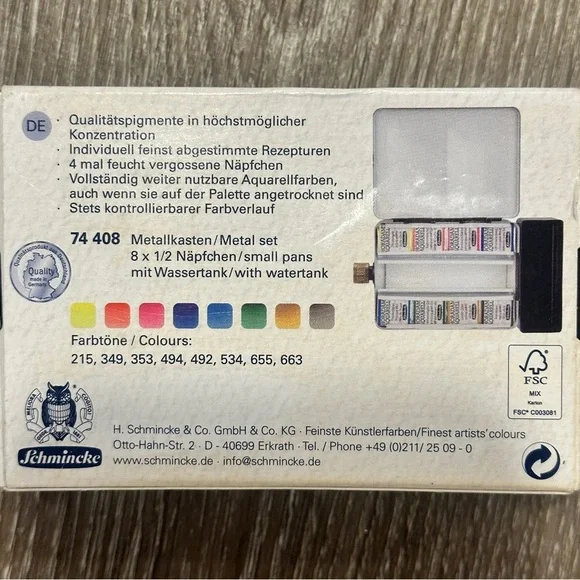 DE
· Qualitätspigmente in höchstmöglicher
Konzentration
· Individuell feinst abgestimmte Rezepturen
· 4 mal feucht vergossene Näpfchen
· Vollständig weiter nutzbare Aquarellfarben,
auch wenn sie auf der Palette angetrocknet sind
· Stets kontrollierbarer Farbverlauf
Quality
made in
Germany
74 408 Metallkasten/Metal set
8 x 1/2 Näpfchen/small pans
mit Wassertank/with watertank
Farbtöne / Colours:
215, 349, 353, 494, 492, 534, 655, 663
FSC
MIX
Karton
FSC® C003081
Schmincke
H. Schmincke & Co. GmbH & Co. KG · Feinste Künstlerfarben/Finest artists' colours
Otto-Hahn-Str. 2 · D - 40699 Erkrath · Tel. / Phone +49 (0)211/ 25 09 - 0
www.schmincke.de · info@schmincke.de